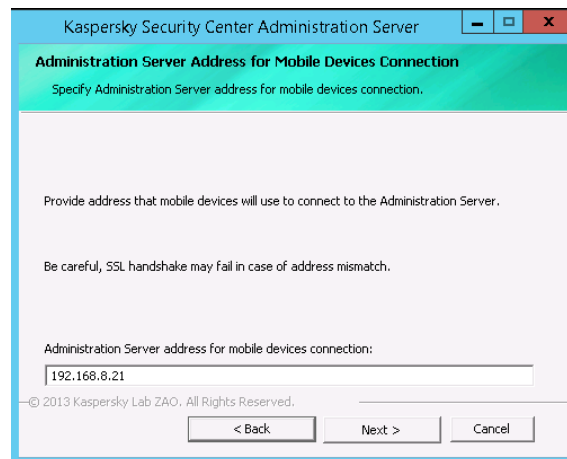 Kaspersky Security Center Administration Server
Administration Server Address for Mobile Devices Connection
Specify Administration Server address for mobile devices connection.
Provide address that mobile devices will use to connect to the Administration Server.
Be careful, SSL handshake may fail in case of address mismatch.
Administration Server address for mobile devices connection:
192.168.8.21
© 2013 Kaspersky Lab ZAO. All Rights Reserved.
< Back Next > Cancel